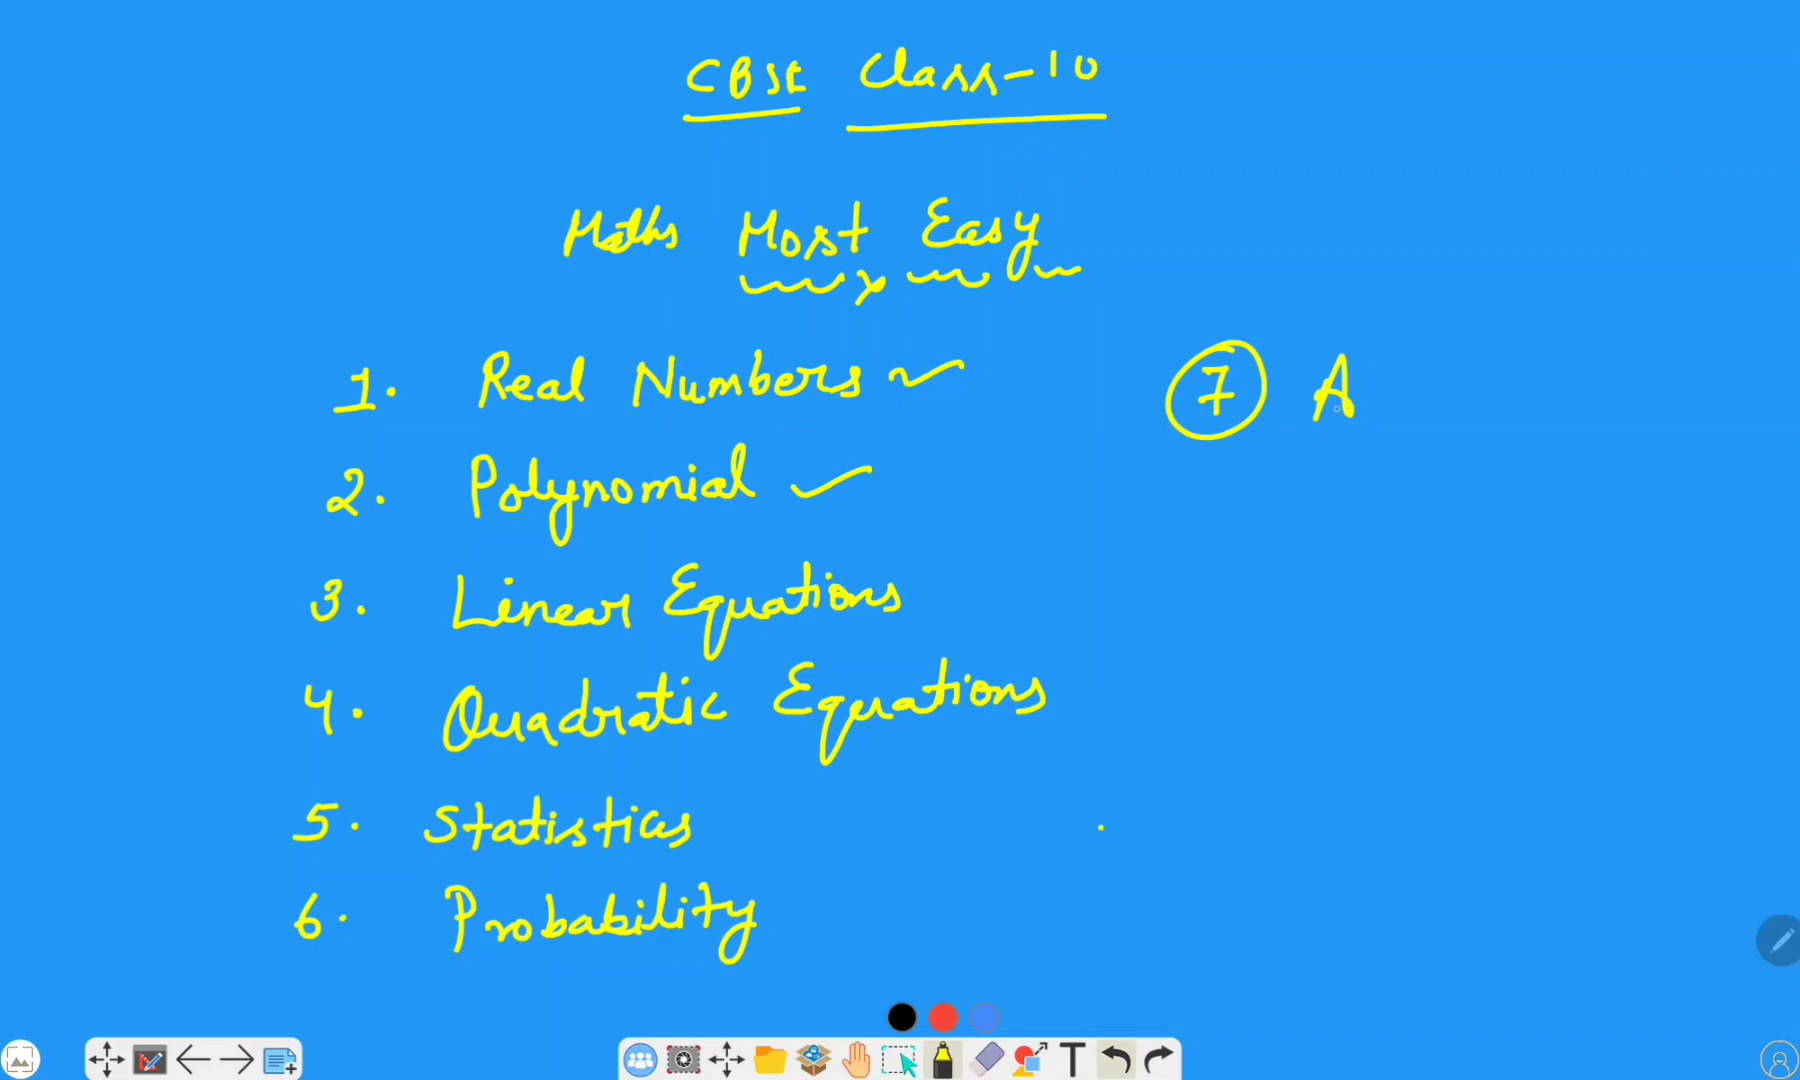 CBSE Class-10
Maths Most Easy
1. Real Numbers
2. Polynomial
3. Linear Equations
4. Quadratic Equations
5. Statistics
6. Probability
7 A
T